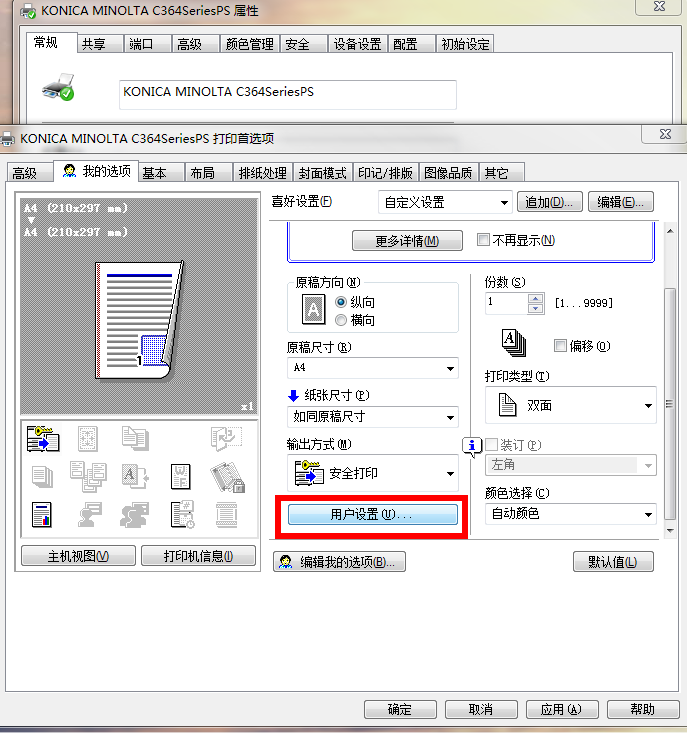 KONICA MINOLTA C364SeriesPS 属性
常规 共享 端口 高级 颜色管理 安全 设备设置 配置 初始设定
KONICA MINOLTA C364SeriesPS
KONICA MINOLTA C364SeriesPS 打印首选项
高级 我的选项 基本 布局 排纸处理 封面模式 印记/排版 图像品质 其它
A4 (210x297 mm)
A4 (210x297 mm)
1
x1
主机视图(V) 打印机信息(I)
喜好设置(F) 自定义设置 追加(D)... 编辑(E)...
更多详情(M) 不再显示(N)
原稿方向(N)
A
纵向
横向
原稿尺寸(R)
A4
纸张尺寸(P)
如同原稿尺寸
输出方式(M)
安全打印
用户设置(U)...
份数(S)
1 [1...9999]
A
偏移(O)
打印类型(T)
双面
装订(P)
左角
颜色选择(C)
自动颜色
编辑我的选项(B)... 默认值(L)
确定 取消 应用(A) 帮助